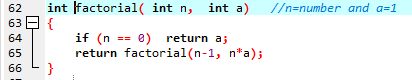 62 int factorial( int n, int a) //n=number and a=1
63 {
64 if (n == 0) return a;
65 return factorial(n-1, n*a);
66 }